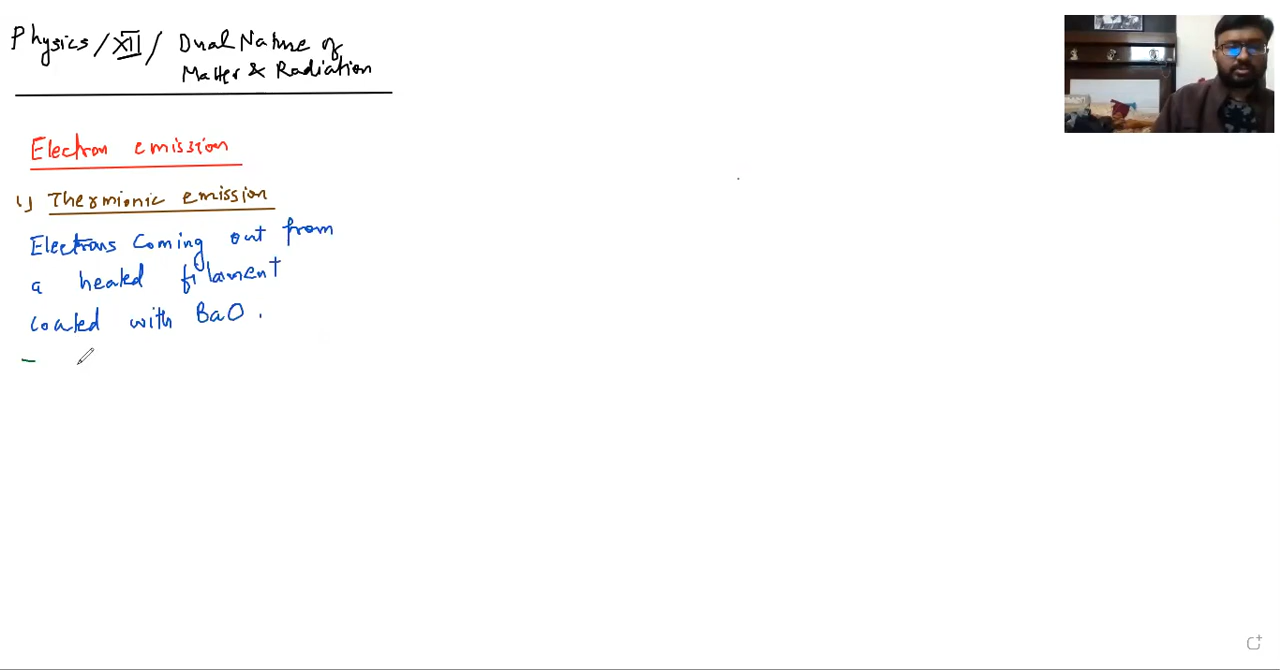 Physics/XII/ Dual Nature of
Matter & Radiation
Electron emission
1) Thermionic emission
Electrons coming out from
a heated filament
coated with BaO.
-